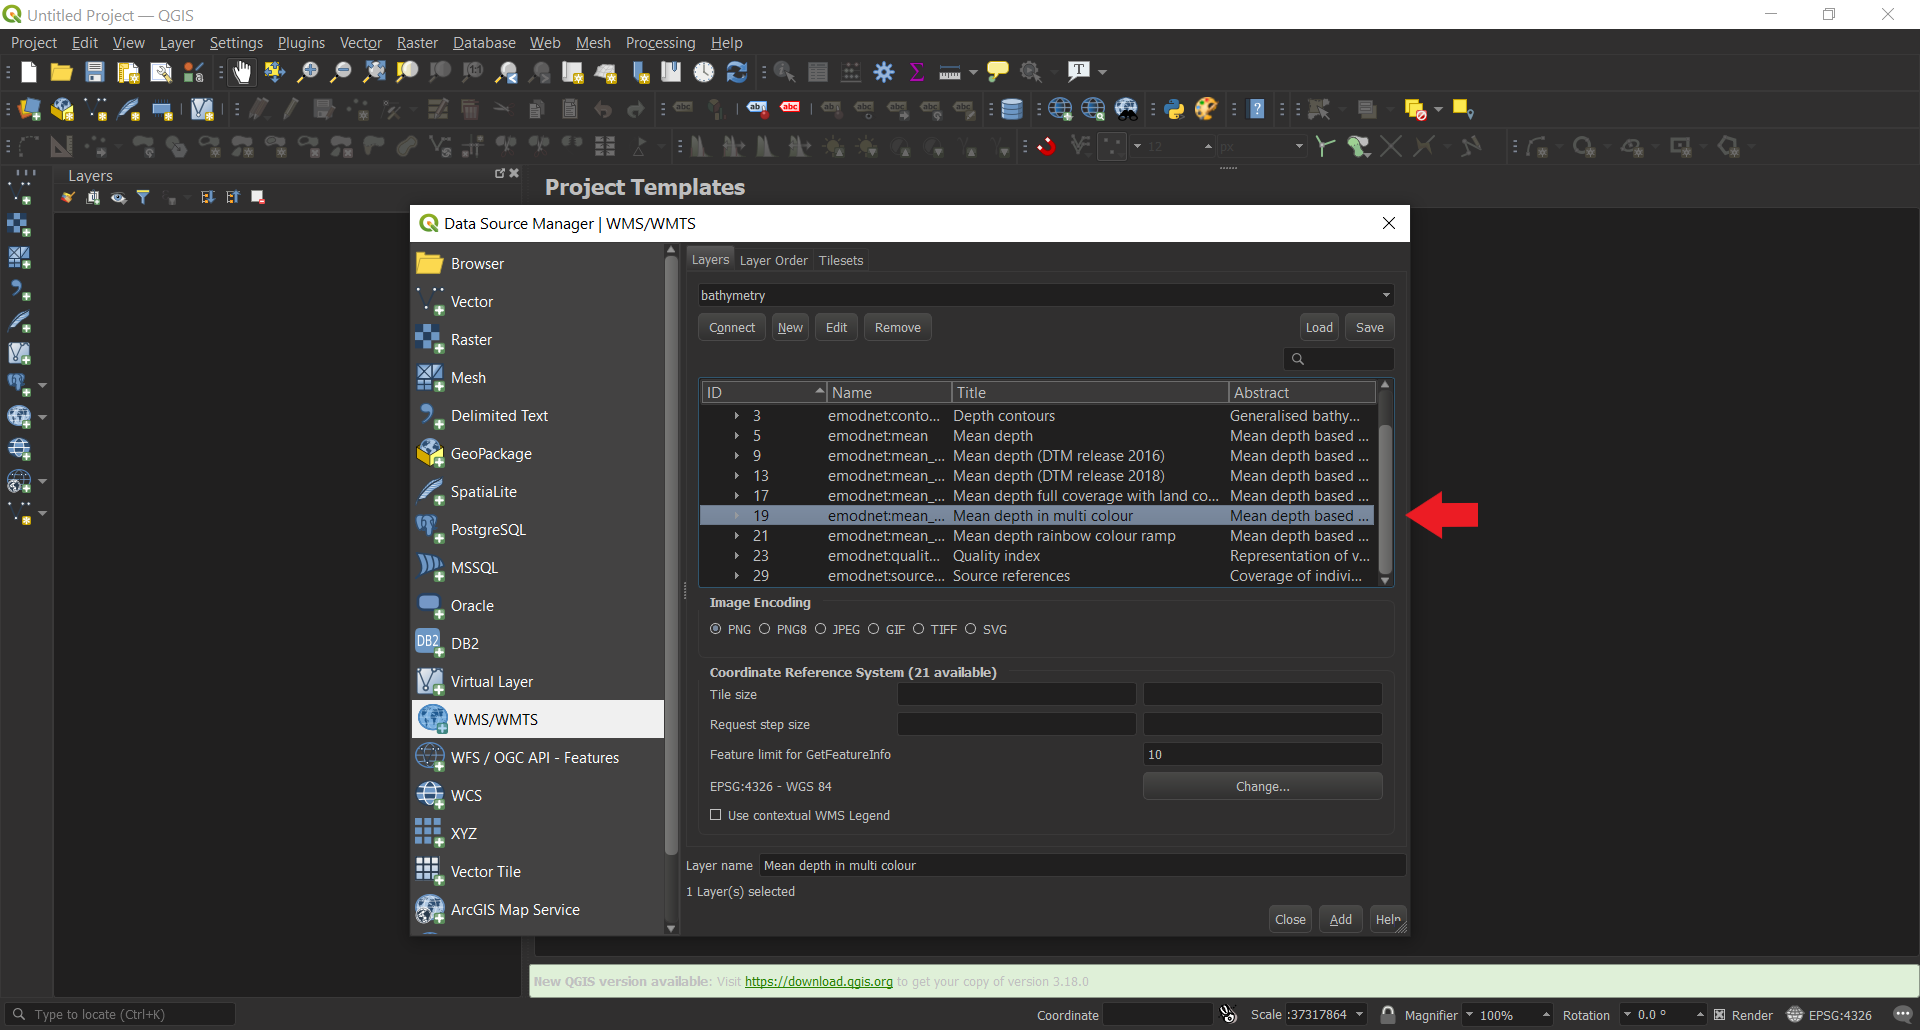 Untitled Project — QGIS
Project Edit View Layer Settings Plugins Vector Raster Database Web Mesh Processing Help
Layers
Project Templates
Data Source Manager | WMS/WMTS
Browser
Vector
Raster
Mesh
Delimited Text
GeoPackage
SpatiaLite
PostgreSQL
MSSQL
Oracle
DB2
Virtual Layer
WMS/WMTS
WFS / OGC API - Features
WCS
XYZ
Vector Tile
ArcGIS Map Service
Layers Layer Order Tilesets
bathymetry
Connect New Edit Remove Load Save
ID Name Title Abstract
3 emodnet:conto... Depth contours Generalised bathy...
5 emodnet:mean Mean depth Mean depth based ...
9 emodnet:mean_... Mean depth (DTM release 2016) Mean depth based ...
13 emodnet:mean_... Mean depth (DTM release 2018) Mean depth based ...
17 emodnet:mean_... Mean depth full coverage with land co... Mean depth based ...
19 emodnet:mean_... Mean depth in multi colour Mean depth based ...
21 emodnet:mean_... Mean depth rainbow colour ramp Mean depth based ...
23 emodnet:qualit... Quality index Representation of v...
29 emodnet:source... Source references Coverage of indivi...
Image Encoding
PNG PNG8 JPEG GIF TIFF SVG
Coordinate Reference System (21 available)
Tile size
Request step size
Feature limit for GetFeatureInfo 10
EPSG:4326 - WGS 84 Change...
Use contextual WMS Legend
Layer name Mean depth in multi colour
1 Layer(s) selected
Close Add Help
New QGIS version available: Visit https://download.qgis.org to get your copy of version 3.18.0
Type to locate (Ctrl+K) Coordinate Scale :37317864 Magnifier 100% Rotation 0.0 ° Render EPSG:4326